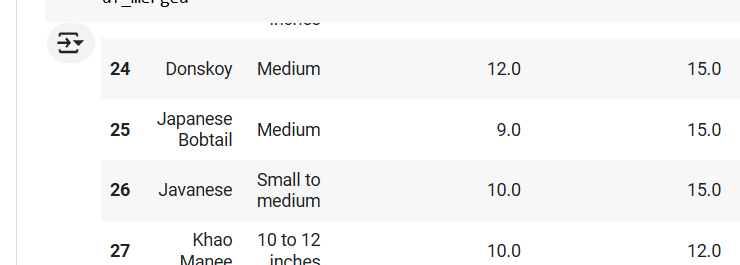 df_merged
inches
24 Donskoy Medium 12.0 15.0
Japanese
25 Medium 9.0 15.0
Bobtail
Small to
26 Javanese 10.0 15.0
medium
Khao 10 to 12
27 10.0 12.0
Manee inches